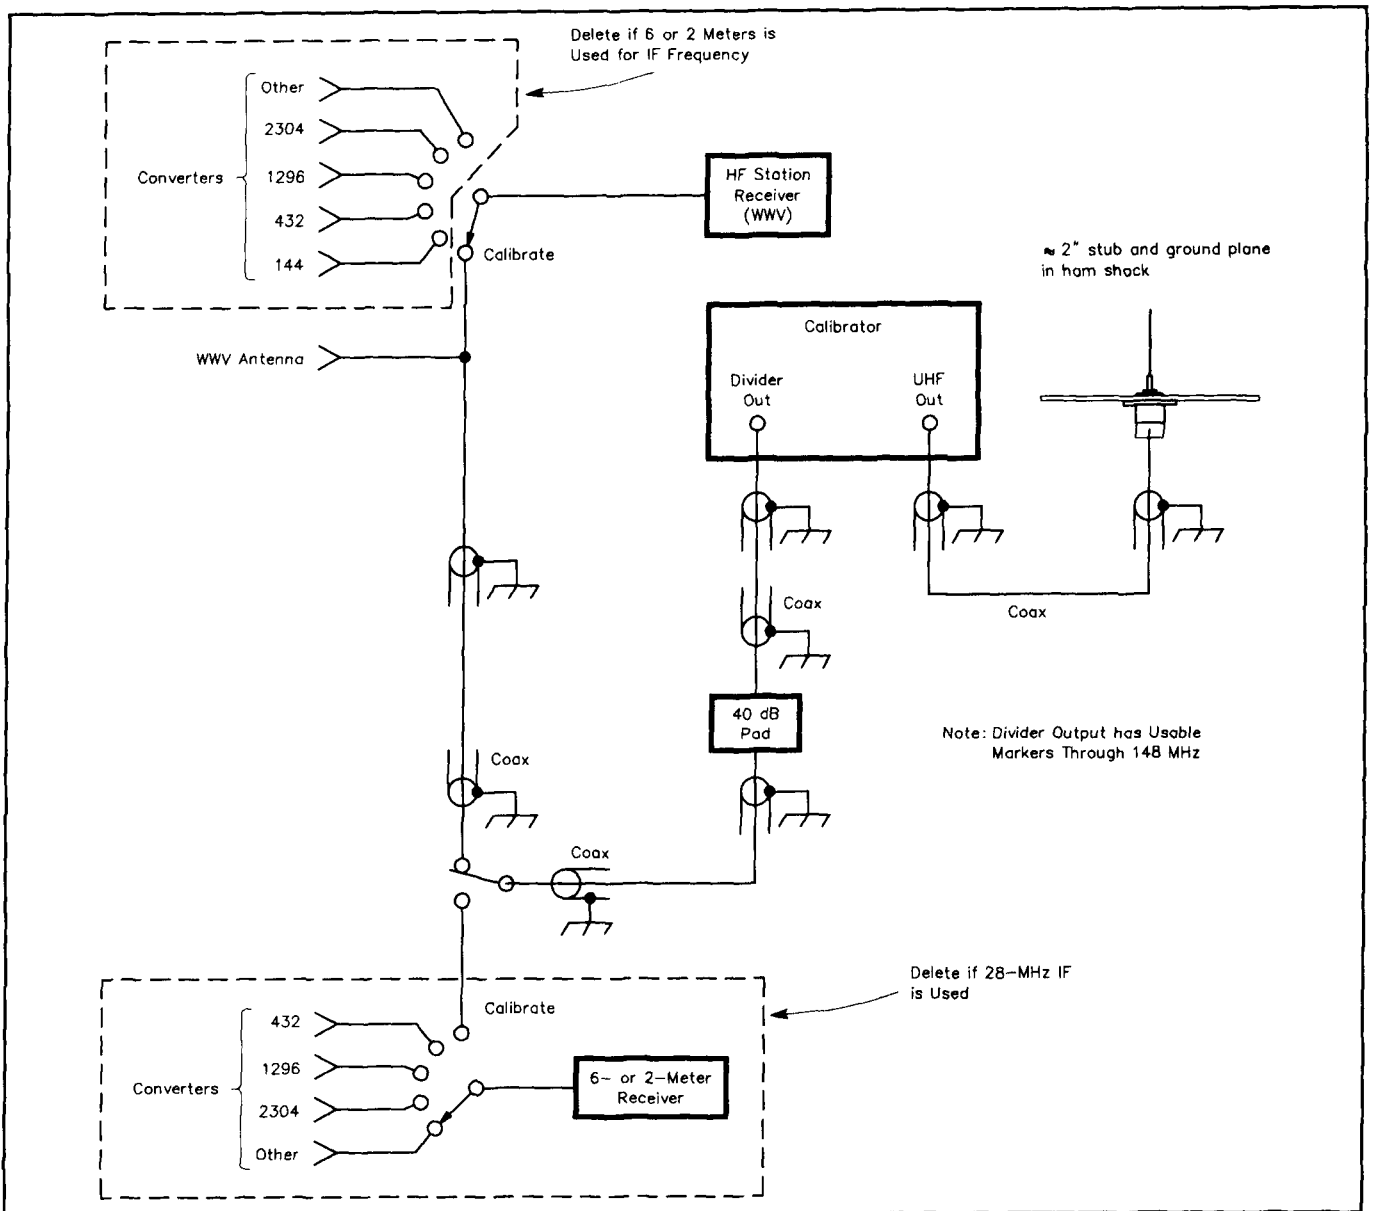 Delete if 6 or 2 Meters is
Used for IF Frequency
Other
2304
Converters
1296
432
144
HF Station
Receiver
(WWV)
Calibrate
≈ 2" stub and ground plane
in ham shack
WWV Antenna
Calibrator
Divider
Out
UHF
Out
Coax
Coax
40 dB
Pad
Note: Divider Output has Usable
Markers Through 148 MHz
Coax
Coax
Delete if 28-MHz IF
is Used
Calibrate
432
1296
Converters
2304
Other
6- or 2-Meter
Receiver